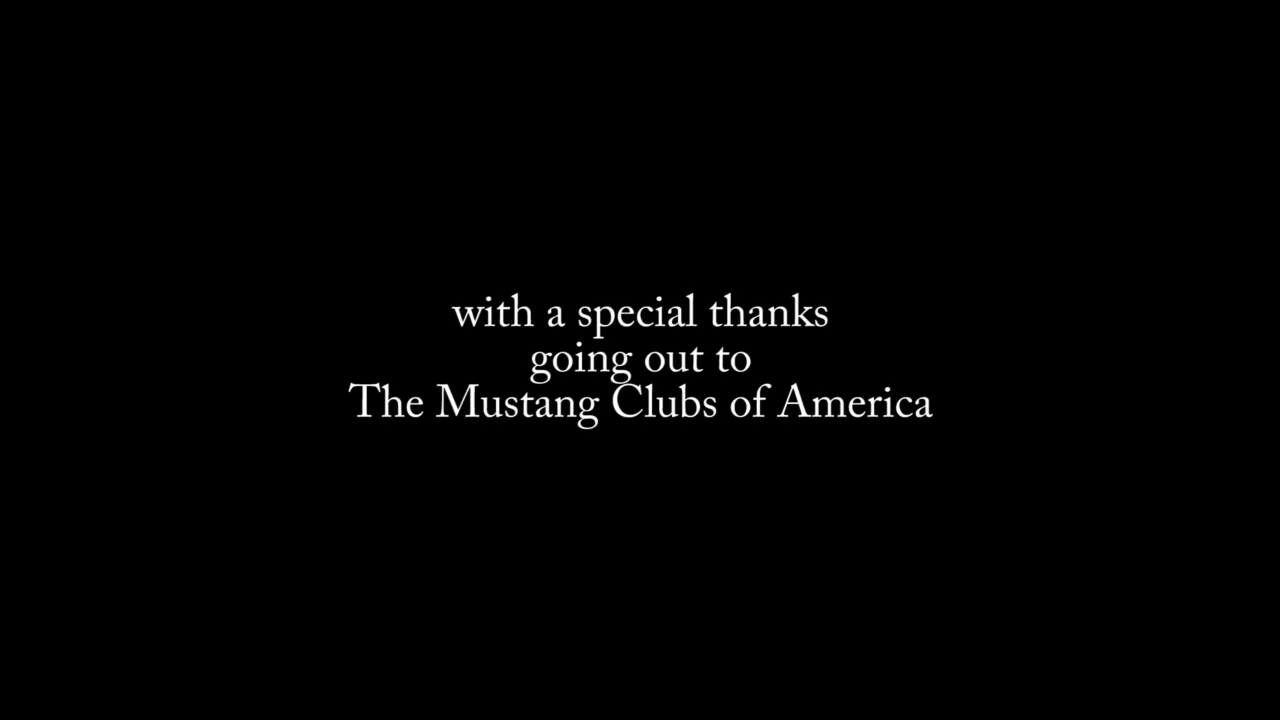 with a special thanks
going out to
The Mustang Clubs of America